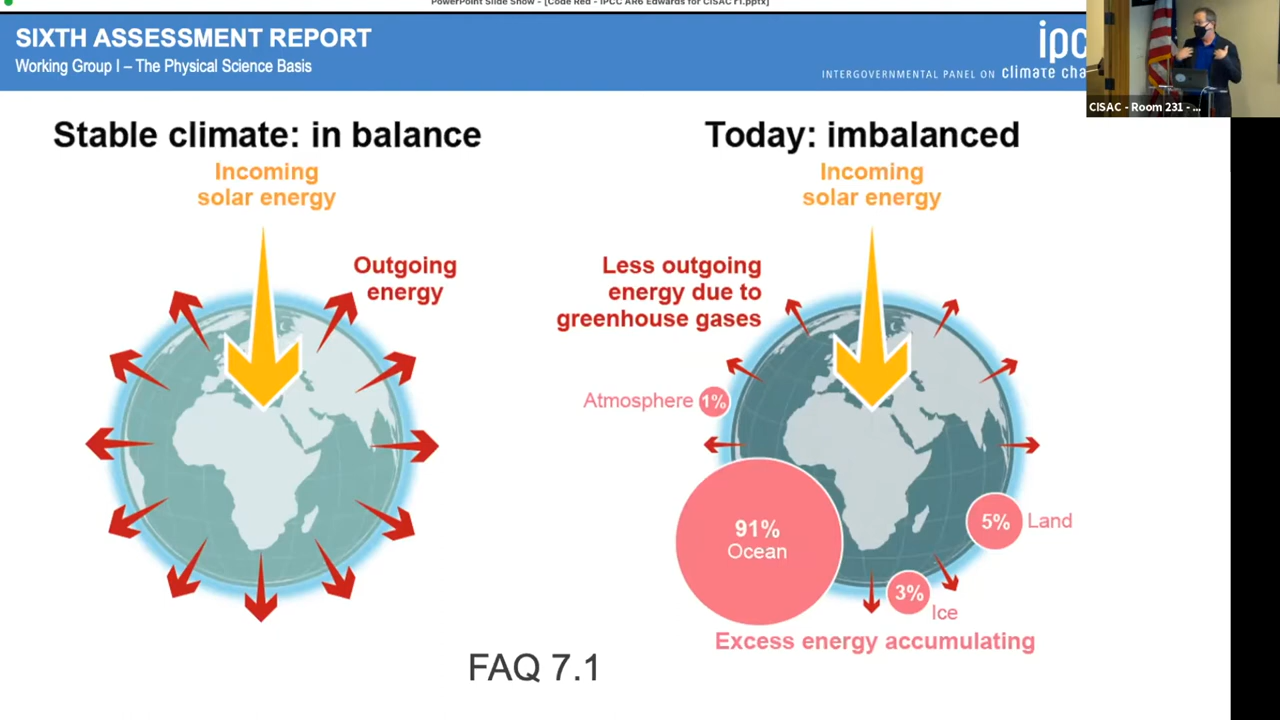 PowerPoint Slide Show - [Code Red - IPCC AR6 Edwards for CISAC r1.pptx]
SIXTH ASSESSMENT REPORT
Working Group I – The Physical Science Basis
ipc
INTERGOVERNMENTAL PANEL ON climate cha
CISAC - Room 231 - ...
Stable climate: in balance
Incoming
solar energy
Outgoing
energy
Today: imbalanced
Incoming
solar energy
Less outgoing
energy due to
greenhouse gases
Atmosphere 1%
91%
Ocean
5% Land
3%
Ice
Excess energy accumulating
FAQ 7.1